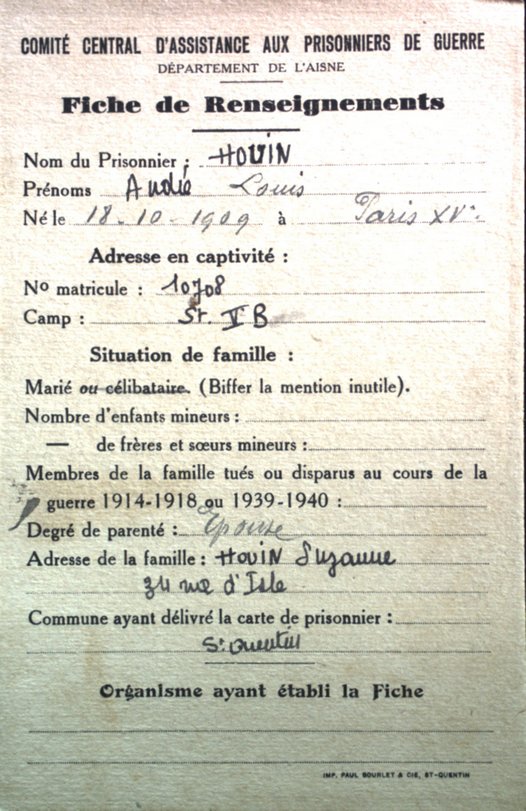 COMITÉ CENTRAL D'ASSISTANCE AUX PRISONNIERS DE GUERRE
DÉPARTEMENT DE L'AISNE
Fiche de Renseignements
Nom du Prisonnier : HOUIN
Prénoms André Louis
Né le 18-10-1909 à Paris XVe
Adresse en captivité :
No matricule : 10708
Camp : St. V B
Situation de famille :
Marié ou célibataire. (Biffer la mention inutile).
Nombre d'enfants mineurs :
— de frères et sœurs mineurs :
Membres de la famille tués ou disparus au cours de la
guerre 1914-1918 ou 1939-1940 :
Degré de parenté : Epouse
Adresse de la famille : HOUIN Suzanne
34 rue d'Isle
Commune ayant délivré la carte de prisonnier :
St Quentin
Organisme ayant établi la Fiche
IMP. PAUL BOURLET & CIE, ST-QUENTIN